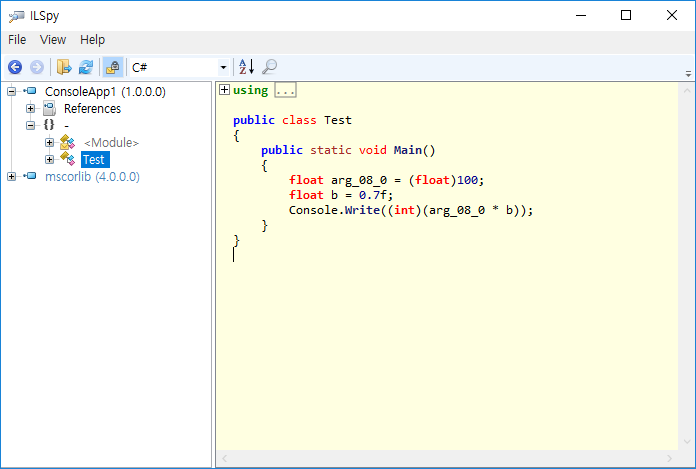 ILSpy
File View Help
C#
A
Z
ConsoleApp1 (1.0.0.0)
References
{} -
<Module>
Test
mscorlib (4.0.0.0)
using ...
public class Test
{
public static void Main()
{
float arg_08_0 = (float)100;
float b = 0.7f;
Console.Write((int)(arg_08_0 * b));
}
}